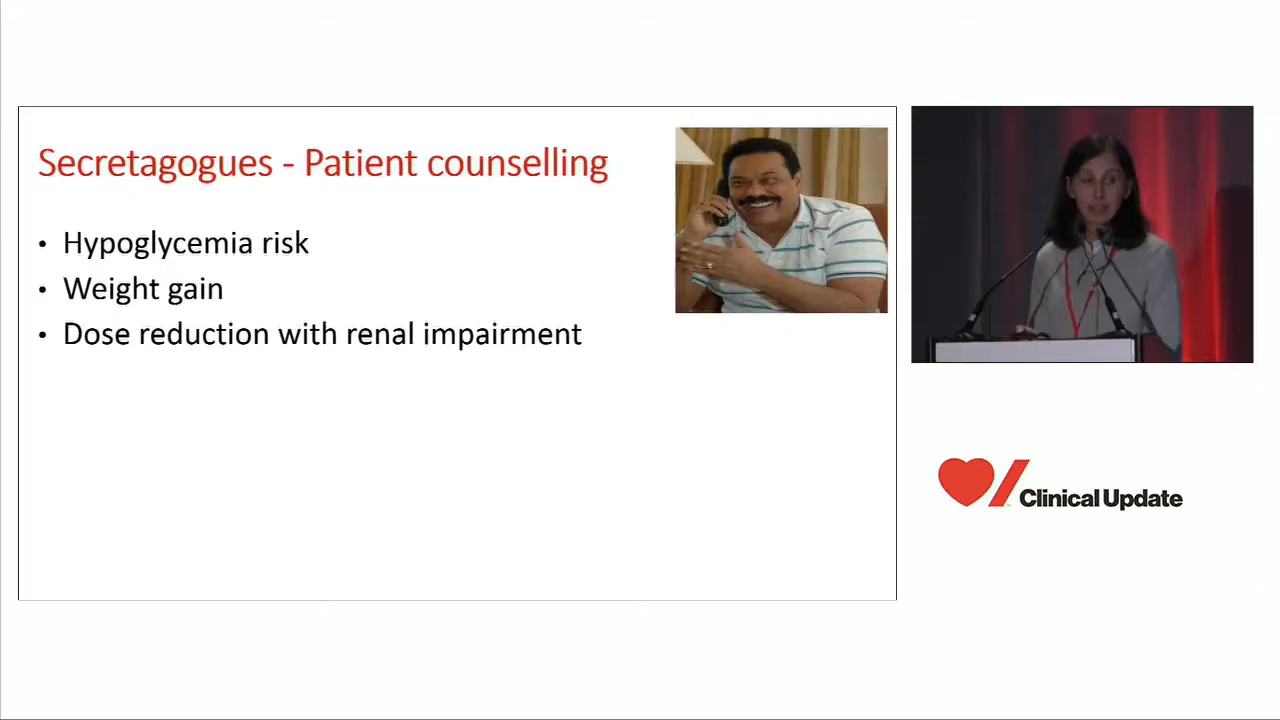 Secretagogues - Patient counselling
• Hypoglycemia risk
• Weight gain
• Dose reduction with renal impairment
Clinical Update